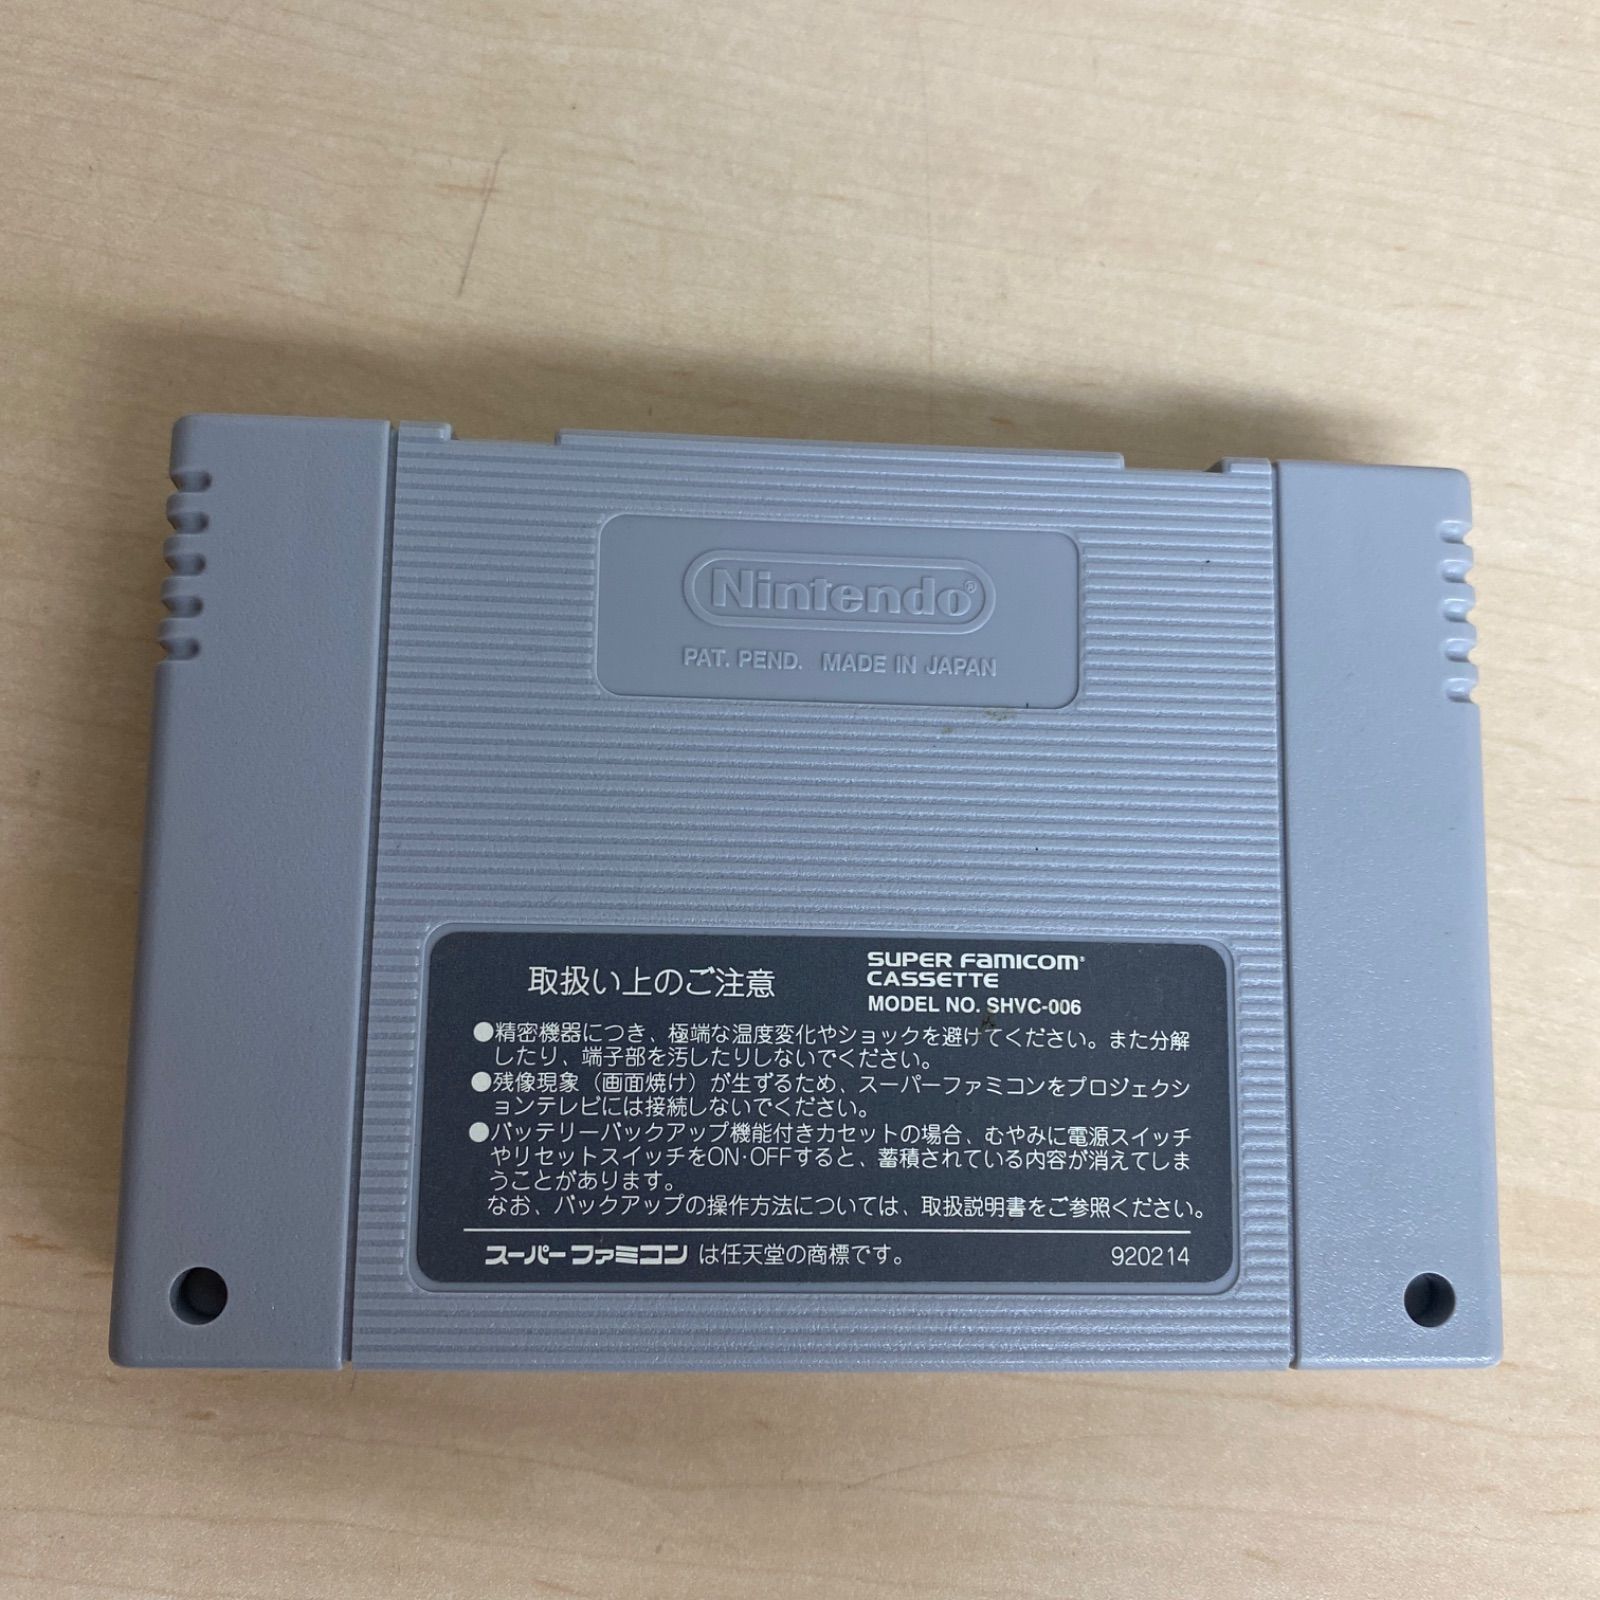 Nintendo®
PAT. PEND. MADE IN JAPAN
取扱い上のご注意
SUPER FAMICOM®
CASSETTE
MODEL NO. SHVC-006
●精密機器につき、極端な温度変化やショックを避けてください。また分解
したり、端子部を汚したりしないでください。
●残像現象（画面焼け）が生ずるため、スーパーファミコンをプロジェクシ
ョンテレビには接続しないでください。
●バッテリーバックアップ機能付きカセットの場合、むやみに電源スイッチ
やリセットスイッチをON·OFFすると、蓄積されている内容が消えてしま
うことがあります。
なお、バックアップの操作方法については、取扱説明書をご参照ください。
スーパーファミコン は任天堂の商標です。 920214